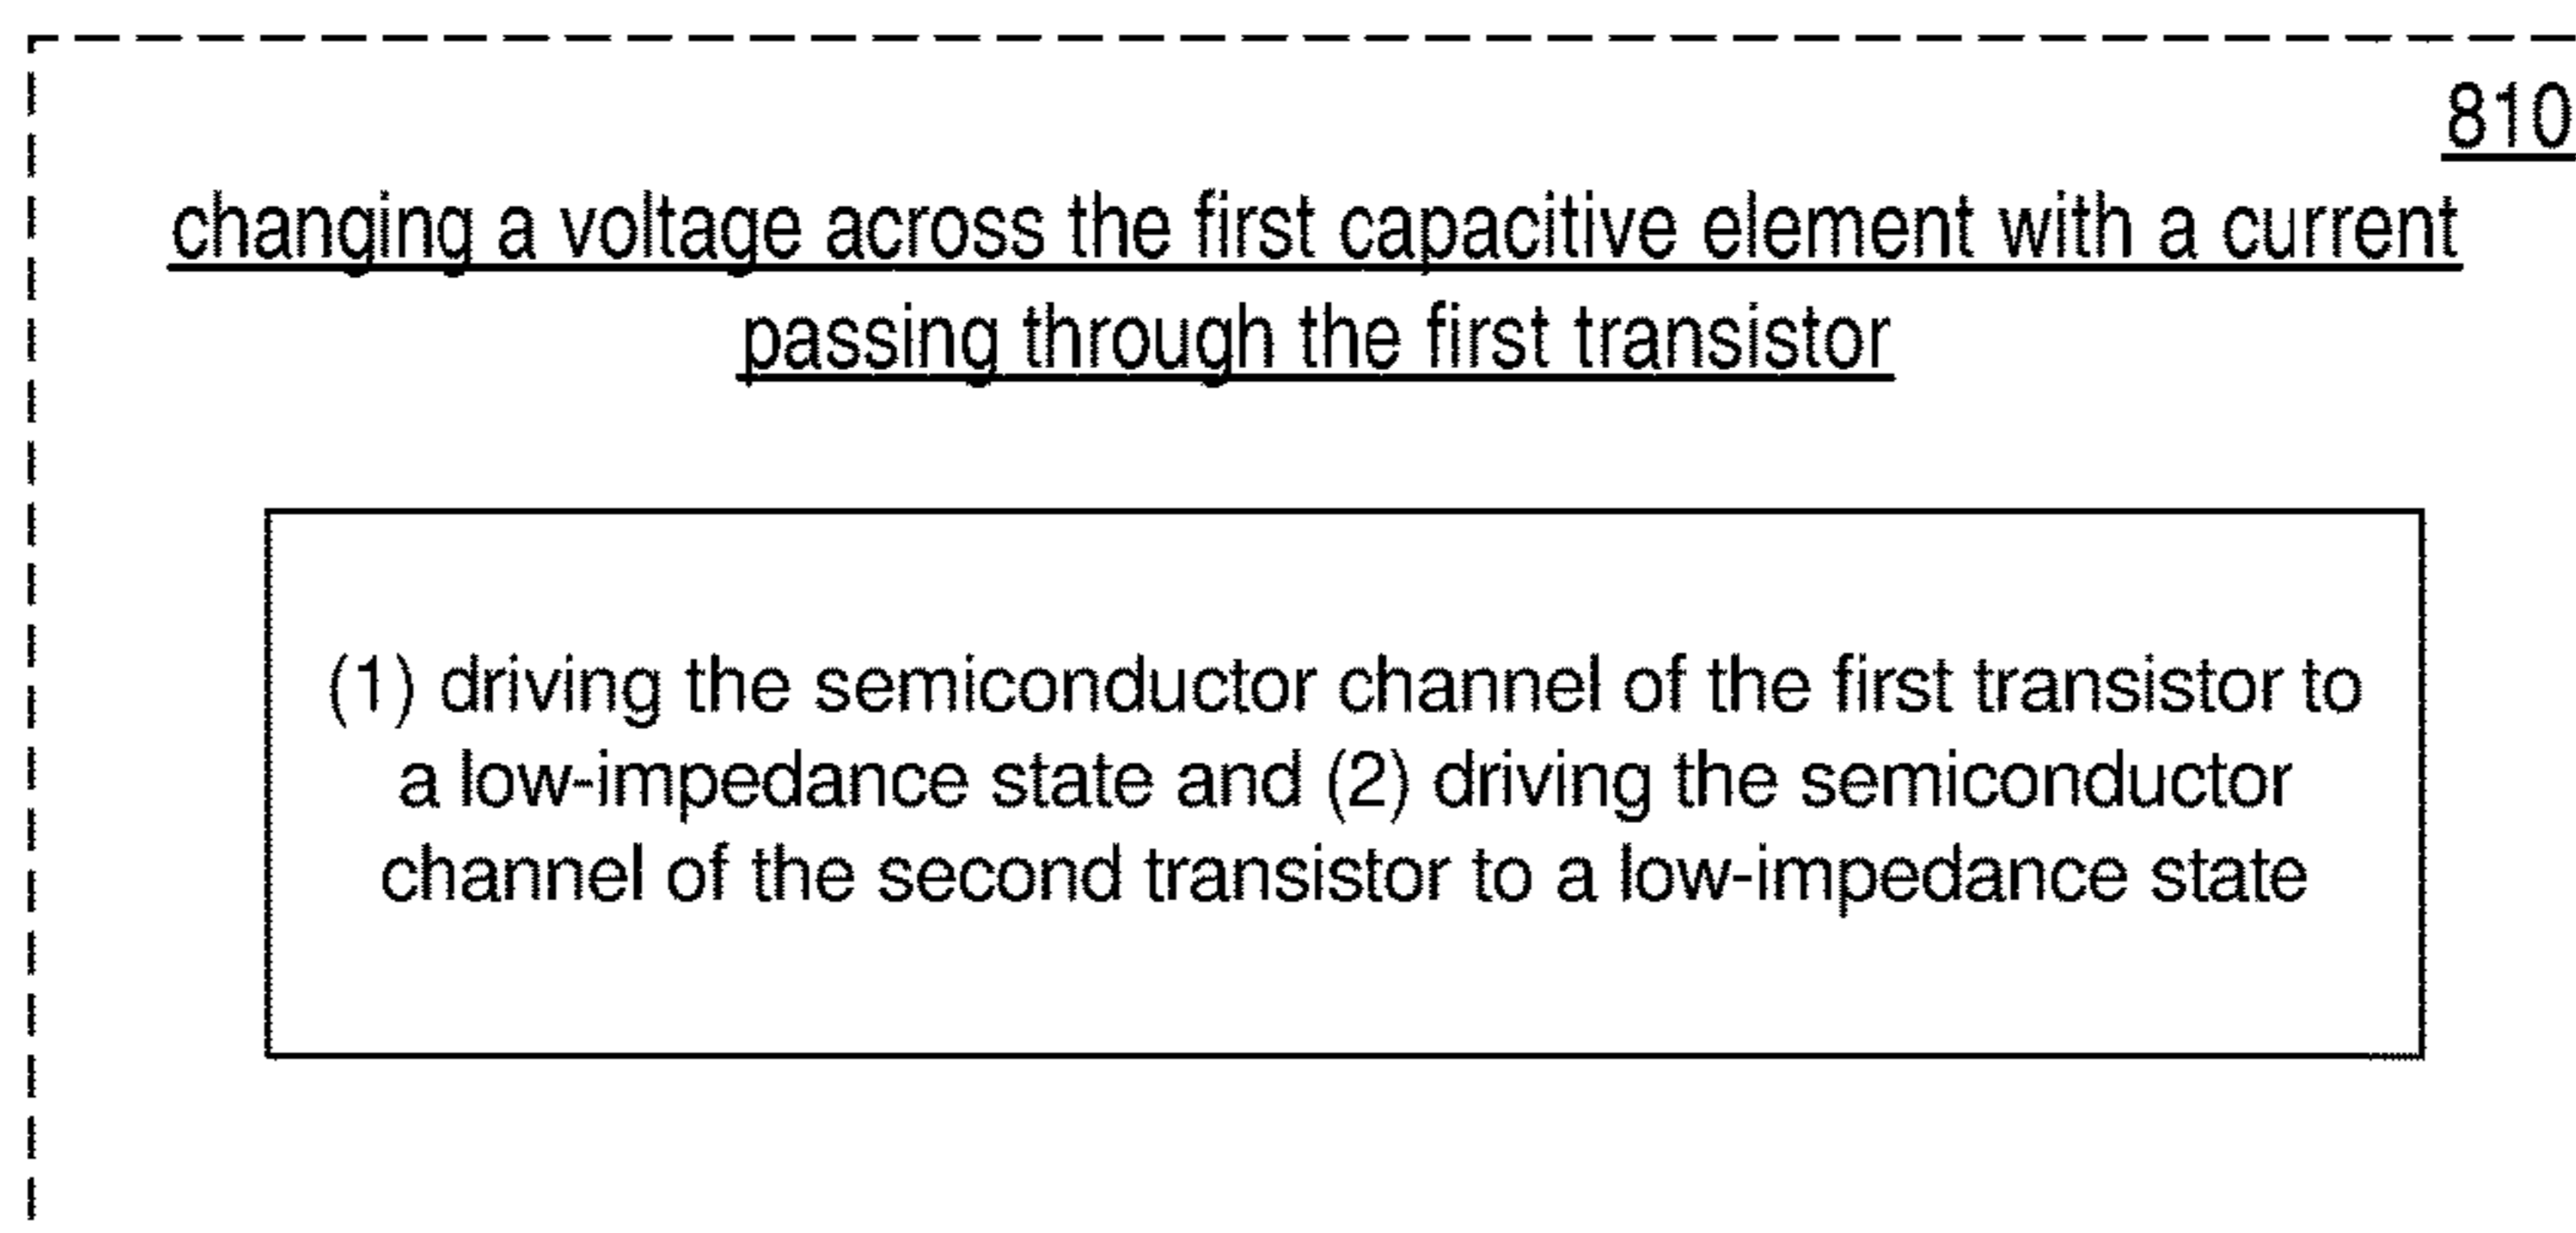 810
changing a voltage across the first capacitive element with a current
passing through the first transistor
(1) driving the semiconductor channel of the first transistor to
a low-impedance state and (2) driving the semiconductor
channel of the second transistor to a low-impedance state